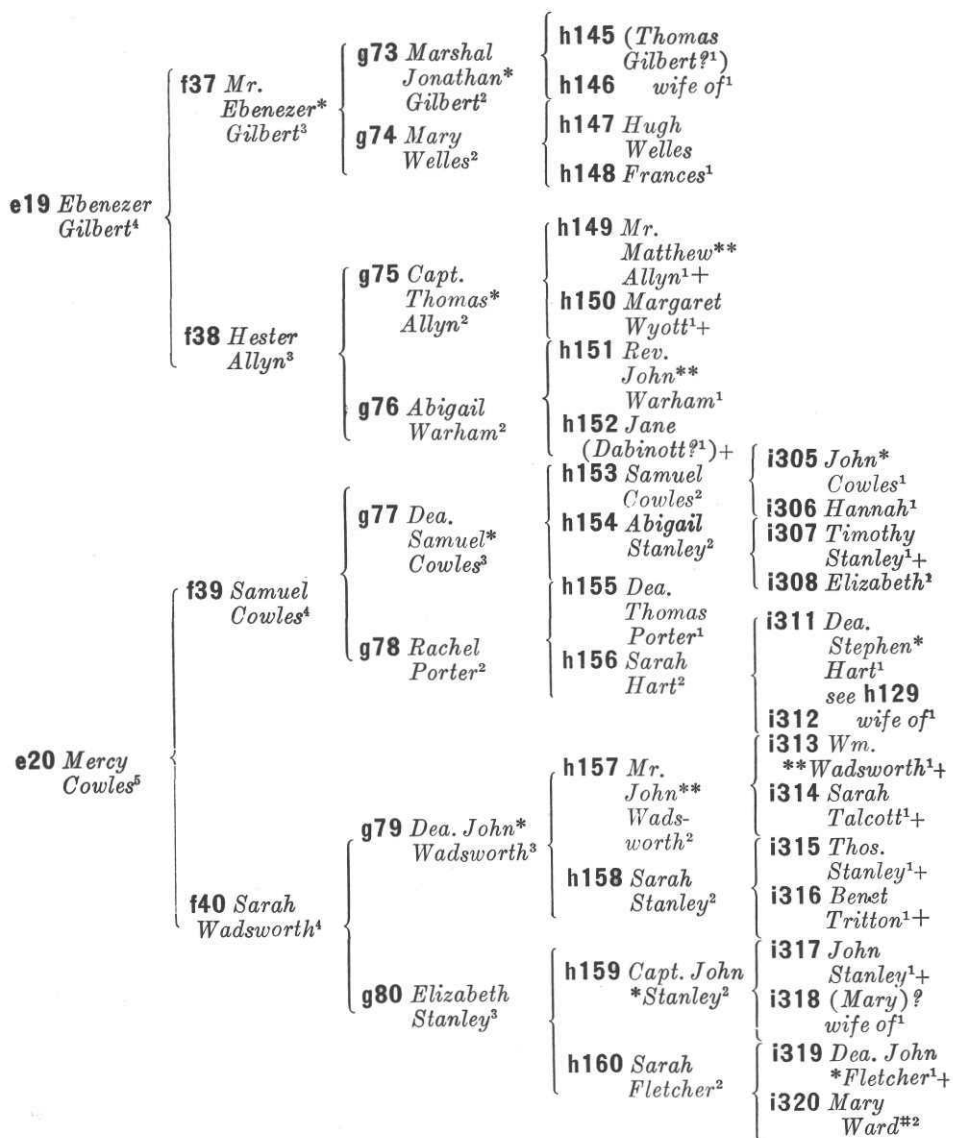 e19 Ebenezer
Gilbert⁴
f37 Mr.
Ebenezer*
Gilbert³
g73 Marshal
Jonathan*
Gilbert²
h145 (Thomas
Gilbert?¹)
h146 wife of¹
g74 Mary
Welles²
h147 Hugh
Welles
h148 Frances¹
f38 Hester
Allyn³
g75 Capt.
Thomas*
Allyn²
h149 Mr.
Matthew**
Allyn¹+
h150 Margaret
Wyott¹+
g76 Abigail
Warham²
h151 Rev.
John**
Warham¹
h152 Jane
(Dabinott?¹)+
e20 Mercy
Cowles⁵
f39 Samuel
Cowles⁴
g77 Dea.
Samuel*
Cowles³
h153 Samuel
Cowles²
i305 John*
Cowles¹
i306 Hannah¹
h154 Abigail
Stanley²
i307 Timothy
Stanley¹+
i308 Elizabeth¹
g78 Rachel
Porter²
h155 Dea.
Thomas
Porter¹
h156 Sarah
Hart²
i311 Dea.
Stephen*
Hart¹
see h129
i312 wife of¹
f40 Sarah
Wadsworth⁴
g79 Dea. John*
Wadsworth³
h157 Mr.
John**
Wads-
worth²
i313 Wm.
**Wadsworth¹+
i314 Sarah
Talcott¹+
h158 Sarah
Stanley²
i315 Thos.
Stanley¹+
i316 Benet
Tritton¹+
g80 Elizabeth
Stanley³
h159 Capt. John
*Stanley²
i317 John
Stanley¹+
i318 (Mary)?
wife of¹
h160 Sarah
Fletcher²
i319 Dea. John
*Fletcher¹+
i320 Mary
Ward#²